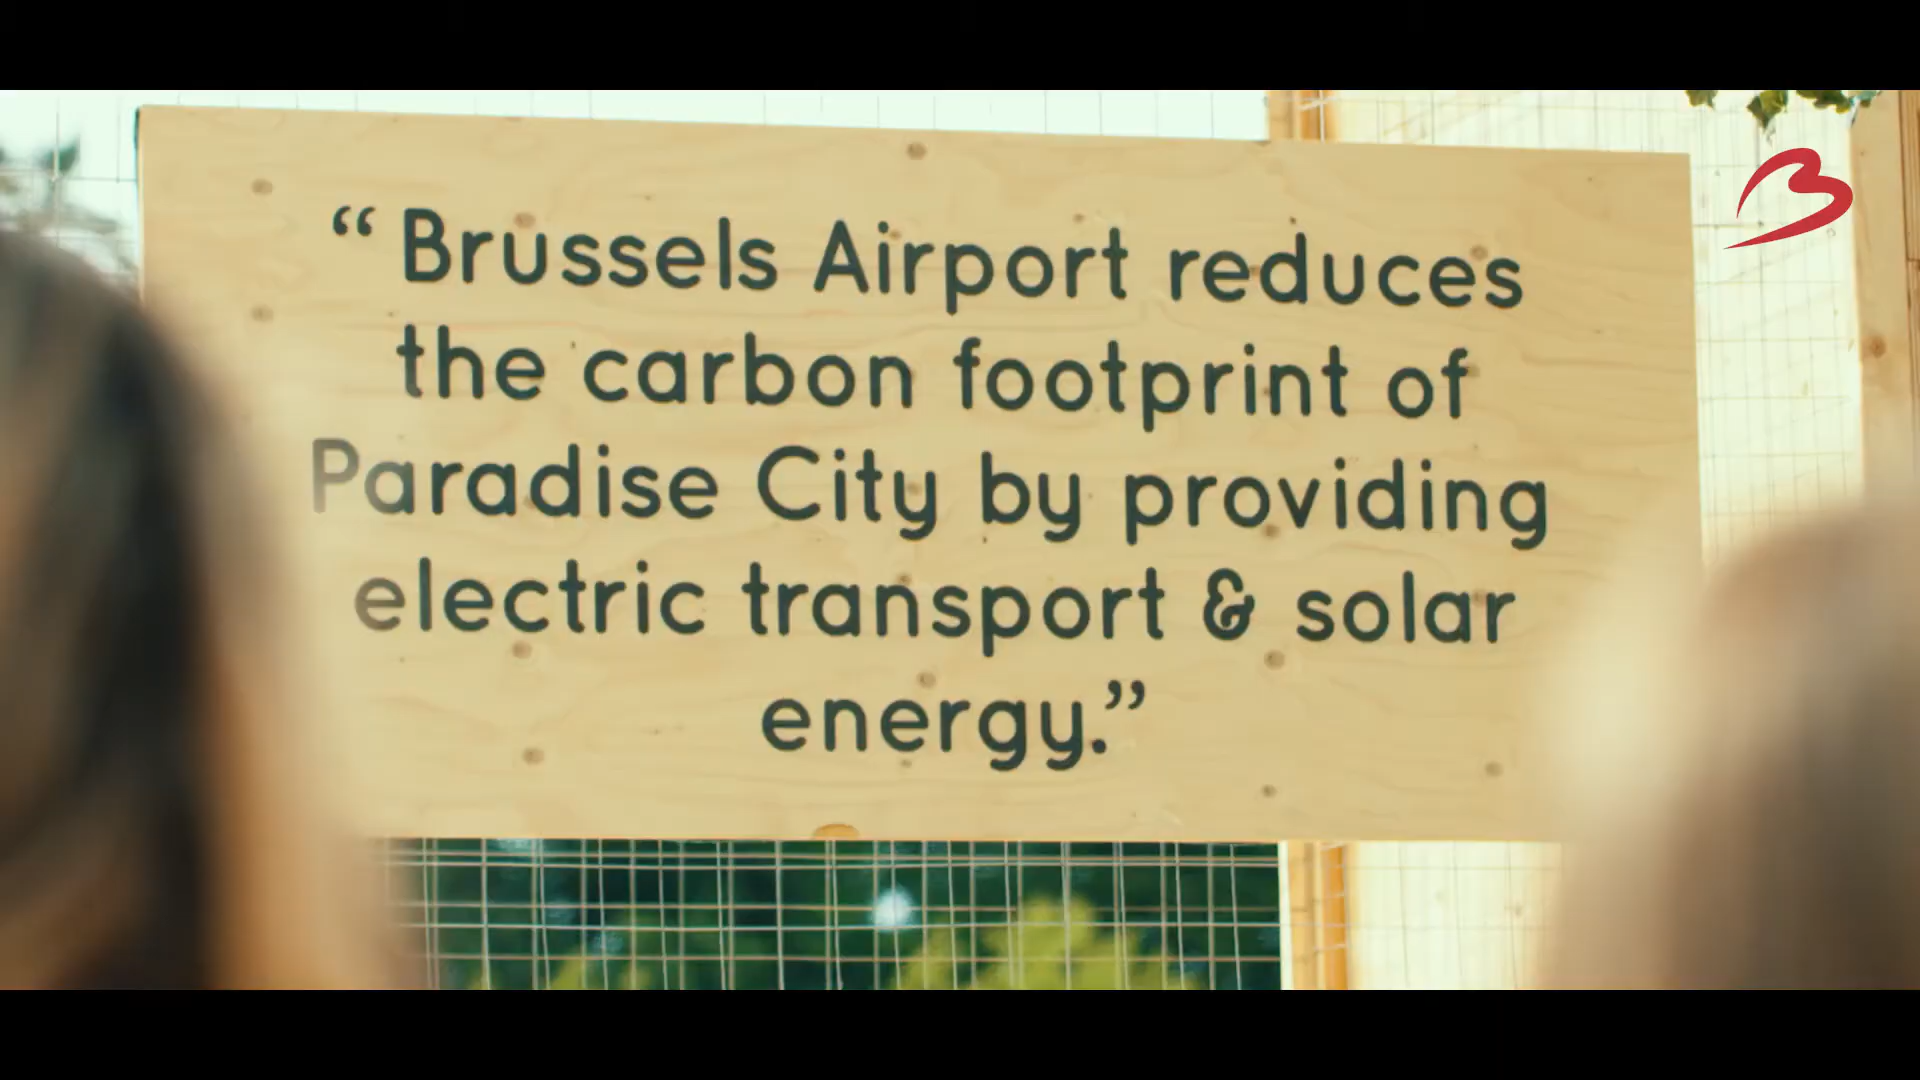 “ Brussels Airport reduces
the carbon footprint of
Paradise City by providing
electric transport & solar
energy.”